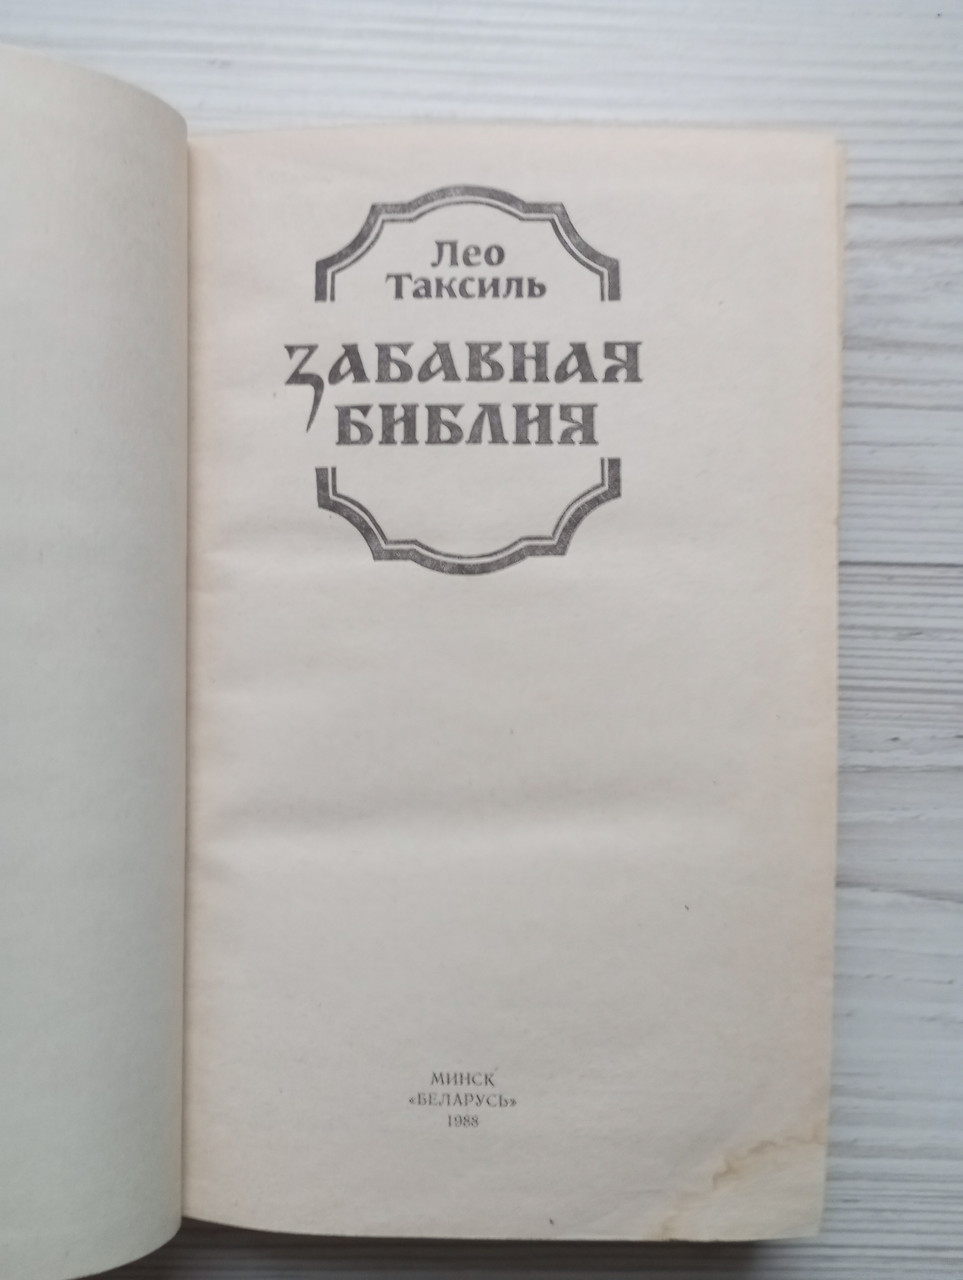 Лео
Таксиль
ЗАБАВНАЯ
БИБЛИЯ
МИНСК
«БЕЛАРУСЬ»
1988